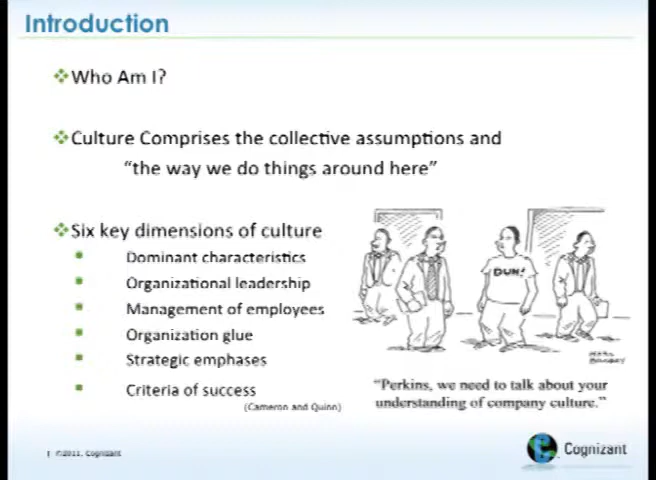 Introduction
Who Am I?
Culture Comprises the collective assumptions and
"the way we do things around here"
Six key dimensions of culture
Dominant characteristics
Organizational leadership
Management of employees
Organization glue
Strategic emphases
Criteria of success
(Cameron and Quinn)
DUH!
"Perkins, we need to talk about your
understanding of company culture."
| ©2011, Cognizant
Cognizant